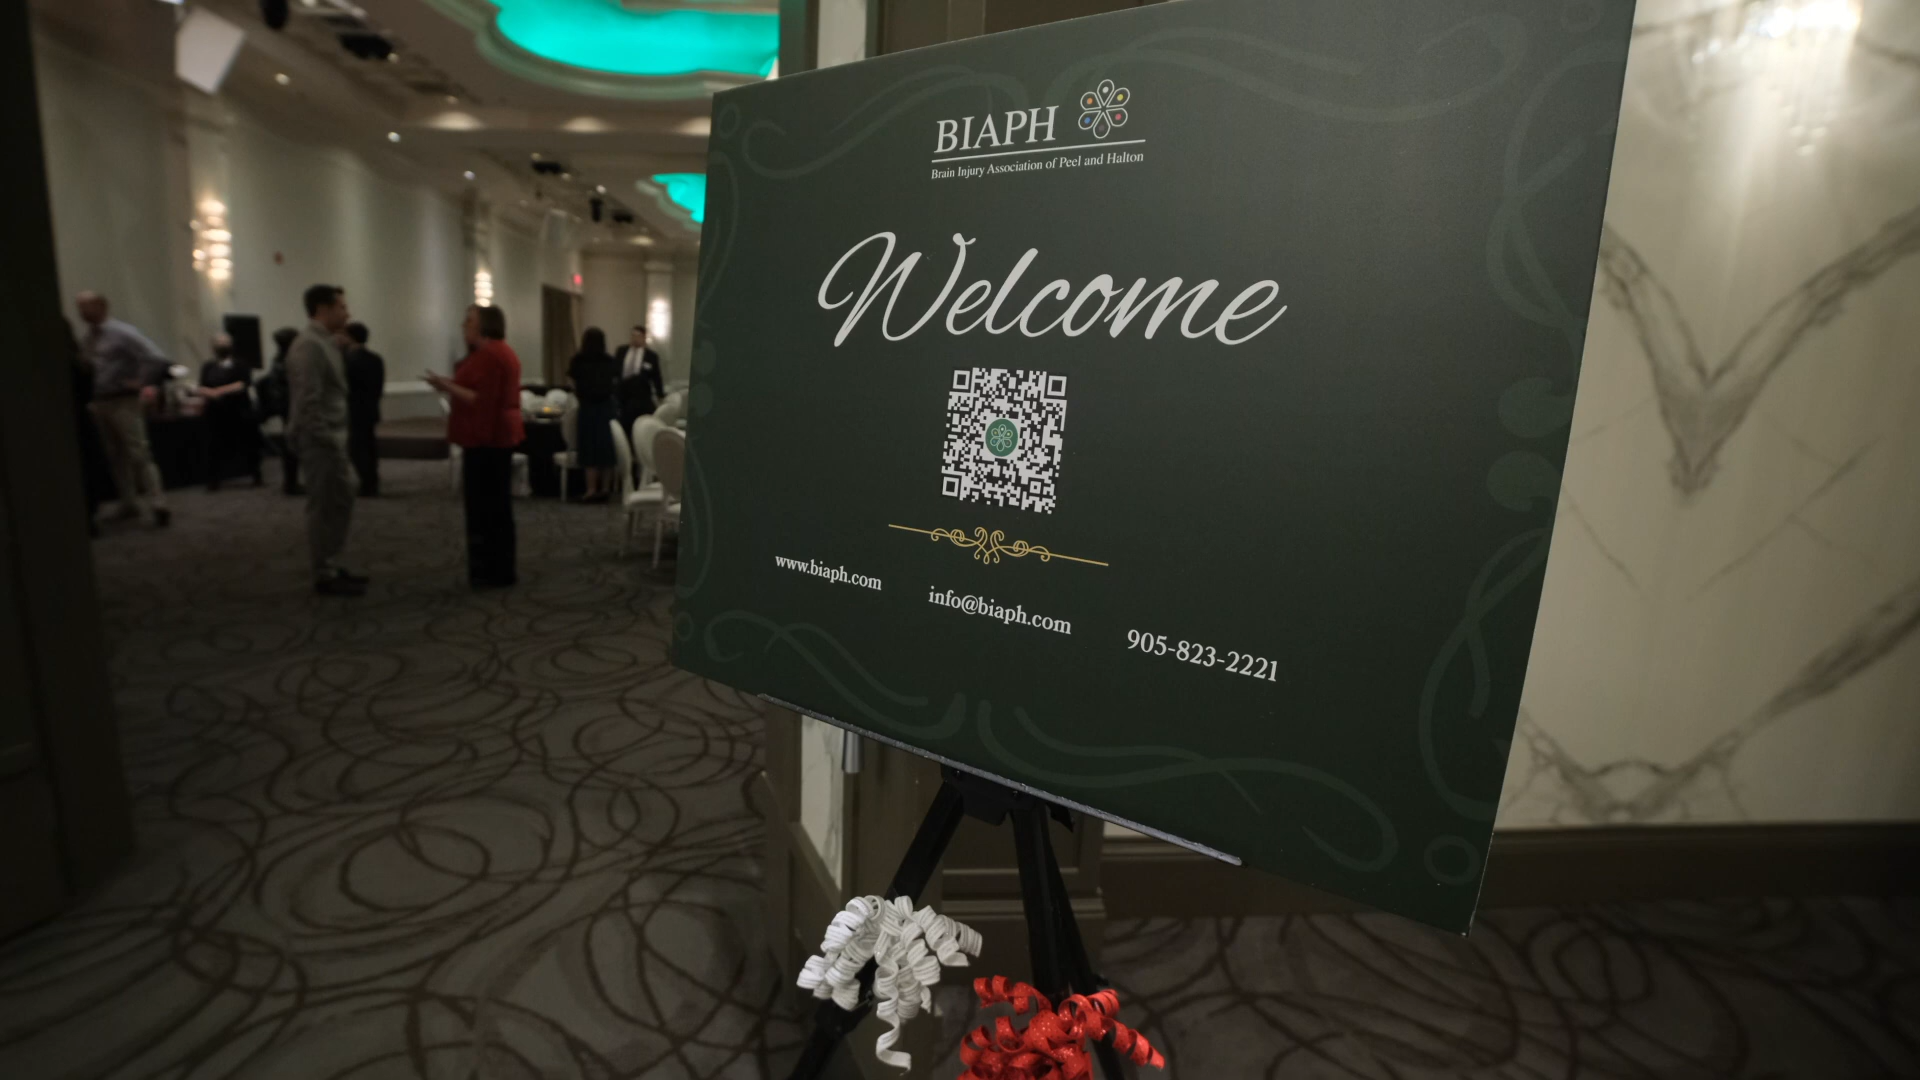 BIAPH
Brain Injury Association of Peel and Halton
Welcome
www.biaph.com
info@biaph.com
905-823-2221